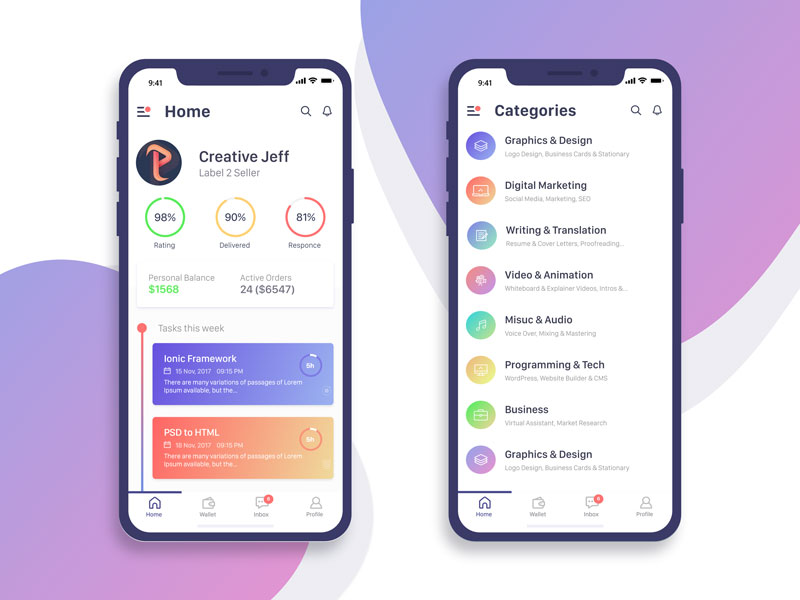 9:41
Home
Creative Jeff
Label 2 Seller
98%
90%
81%
Rating
Delivered
Responce
Personal Balance
Active Orders
$1568
24 ($6547)
Tasks this week
Ionic Framework
15 Nov, 2017 09:15 PM
There are many variations of passages of Lorem
Ipsum available, but the...
5h
PSD to HTML
18 Nov, 2017 09:15 PM
There are many variations of passages of Lorem
Ipsum available, but the...
Home
Wallet
6
Inbox
Profile
9:41
Categories
Graphics & Design
Logo Design, Business Cards & Stationary
Digital Marketing
Social Media, Marketing, SEO
Writing & Translation
Resume & Cover Letters, Proofreading...
Video & Animation
Whiteboard & Explainer Videos, Intros &...
Misuc & Audio
Voice Over, Mixing & Mastering
Programming & Tech
WordPress, Website Builder & CMS
Business
Virtual Assistant, Market Research
Graphics & Design
Logo Design, Business Cards & Stationary
Home
Wallet
6
Inbox
Profile